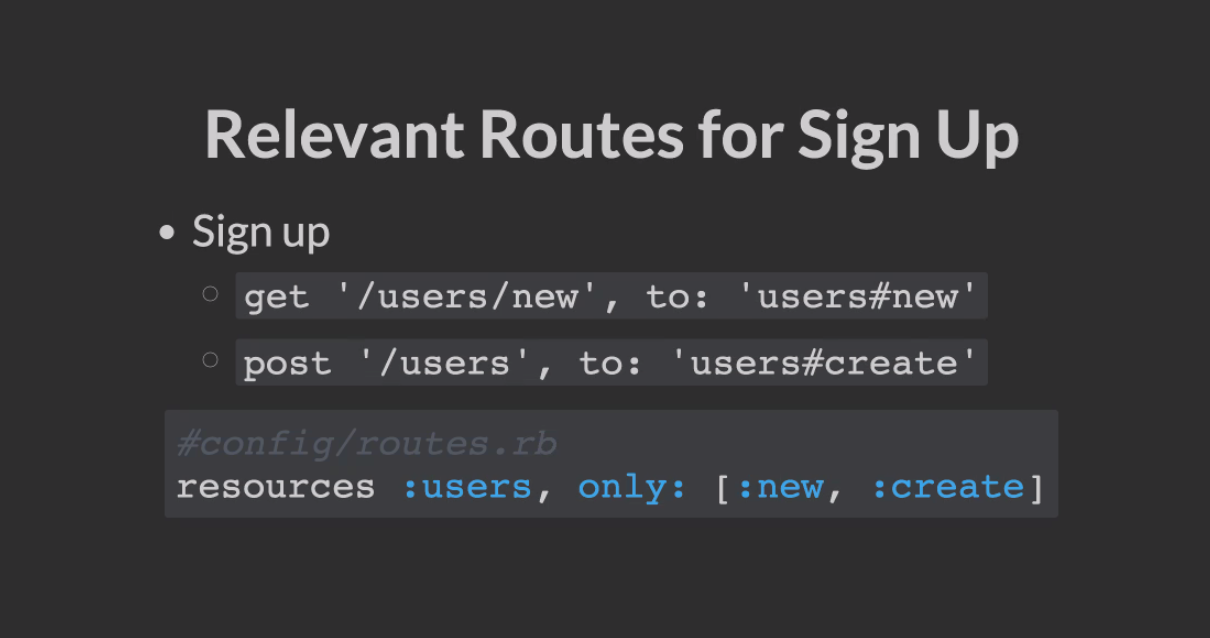 Relevant Routes for Sign Up
Sign up
get '/users/new', to: 'users#new'
post '/users', to: 'users#create'
#config/routes.rb
resources :users, only: [:new, :create]